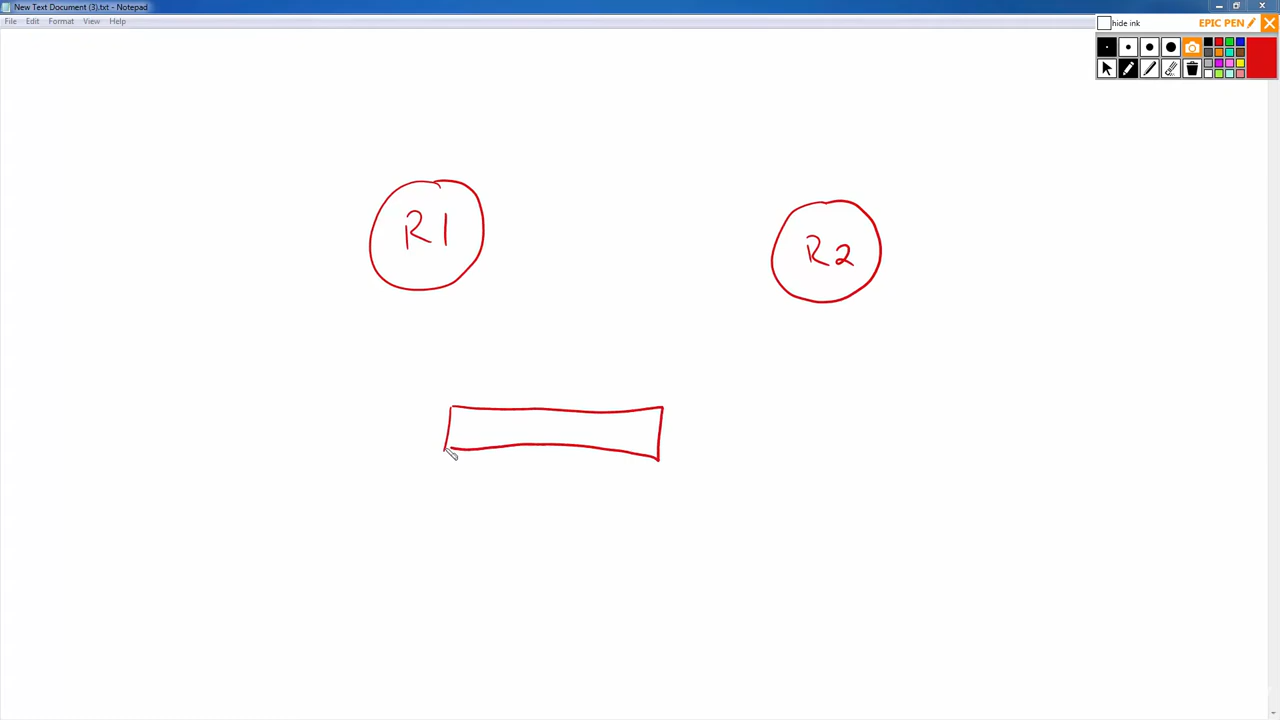 New Text Document (3).txt - Notepad
File Edit Format View Help
hide ink
EPIC PEN
R1
R2